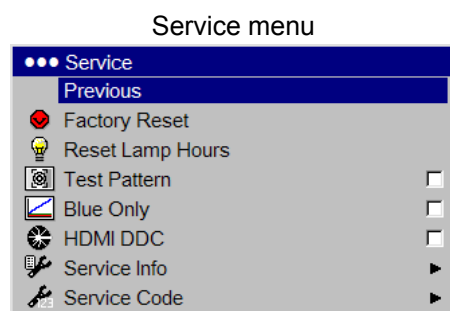 Service menu
Service
Previous
Factory Reset
Reset Lamp Hours
Test Pattern
Blue Only
HDMI DDC
Service Info
Service Code
123